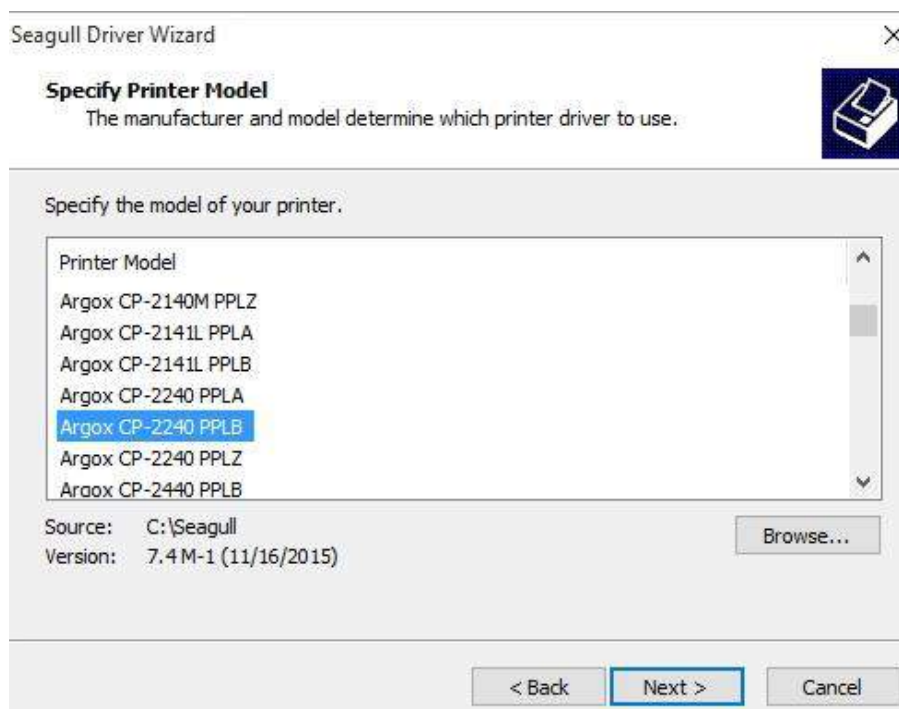 Seagull Driver Wizard
Specify Printer Model
The manufacturer and model determine which printer driver to use.
Specify the model of your printer.
Printer Model
Argox CP-2140M PPLZ
Argox CP-2141L PPLA
Argox CP-2141L PPLB
Argox CP-2240 PPLA
Argox CP-2240 PPLB
Argox CP-2240 PPLZ
Argox CP-2440 PPLB
Source: C:\Seagull
Browse...
Version: 7.4 M-1 (11/16/2015)
< Back Next > Cancel